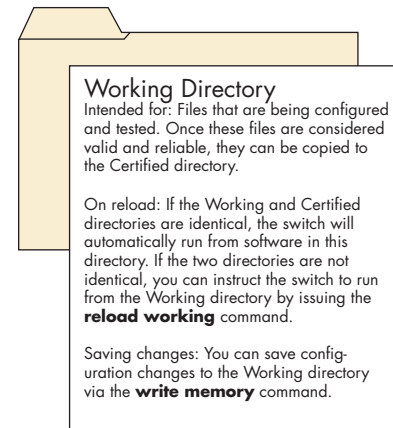 Working Directory
Intended for: Files that are being configured
and tested. Once these files are considered
valid and reliable, they can be copied to
the Certified directory.
On reload: If the Working and Certified
directories are identical, the switch will
automatically run from software in this
directory. If the two directories are not
identical, you can instruct the switch to run
from the Working directory by issuing the
reload working command.
Saving changes: You can save config-
uration changes to the Working directory
via the write memory command.